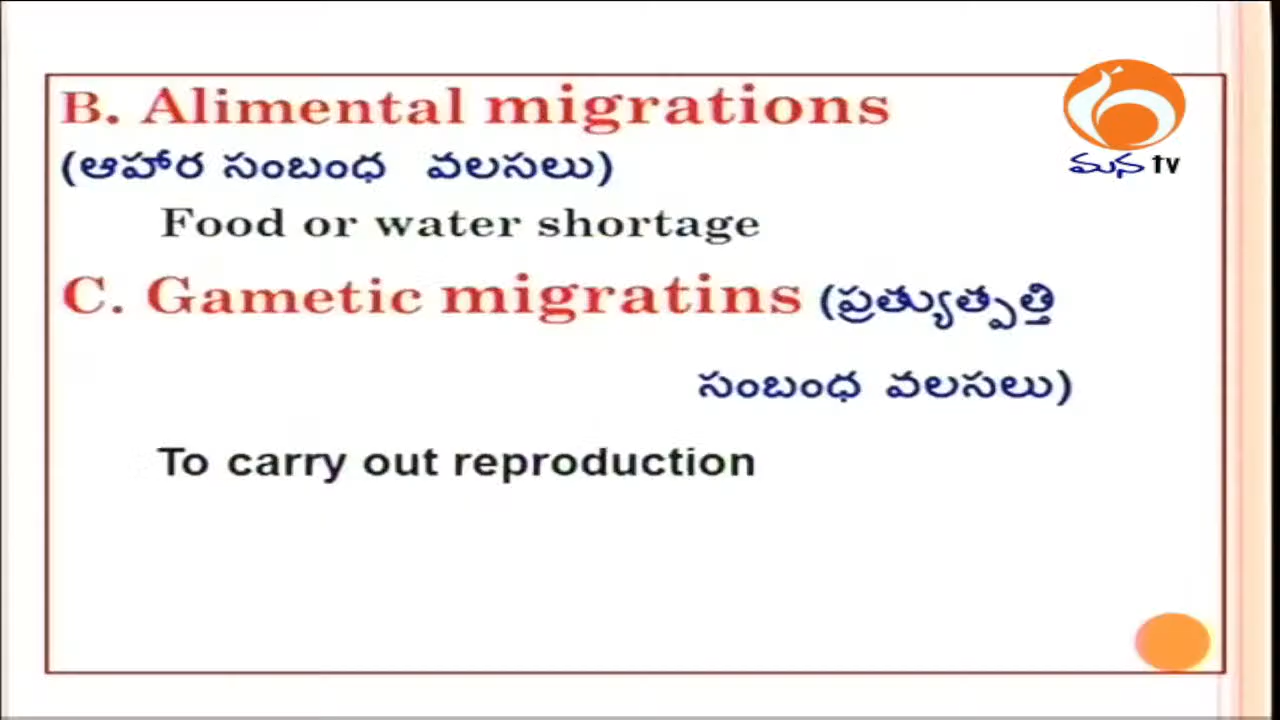 B. Alimental migrations
(ఆహార సంబంధ వలసలు)
Food or water shortage
C. Gametic migratins (ప్రత్యుత్పత్తి
సంబంధ వలసలు)
To carry out reproduction
మన tv